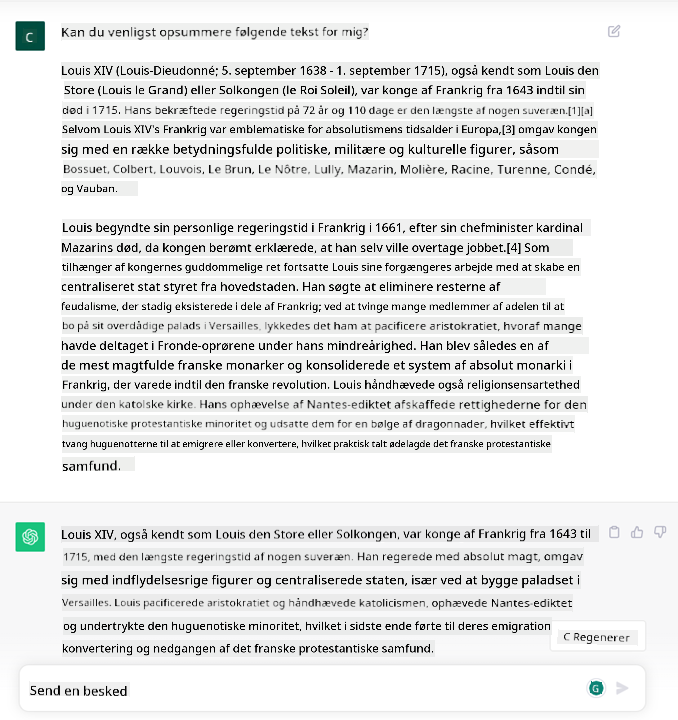 C
Kan du venligst opsummere følgende tekst for mig?
Louis XIV (Louis-Dieudonné; 5. september 1638 - 1. september 1715), også kendt som Louis den
Store (Louis le Grand) eller Solkongen (le Roi Soleil), var konge af Frankrig fra 1643 indtil sin
død i 1715. Hans bekræftede regeringstid på 72 år og 110 dage er den længste af nogen suveræn.[1][a]
Selvom Louis XIV's Frankrig var emblematiske for absolutismens tidsalder i Europa,[3] omgav kongen
sig med en række betydningsfulde politiske, militære og kulturelle figurer, såsom
Bossuet, Colbert, Louvois, Le Brun, Le Nôtre, Lully, Mazarin, Molière, Racine, Turenne, Condé,
og Vauban.
Louis begyndte sin personlige regeringstid i Frankrig i 1661, efter sin chefminister kardinal
Mazarins død, da kongen berømt erklærede, at han selv ville overtage jobbet.[4] Som
tilhænger af kongernes guddommelige ret fortsatte Louis sine forgængeres arbejde med at skabe en
centraliseret stat styret fra hovedstaden. Han søgte at eliminere resterne af
feudalisme, der stadig eksisterede i dele af Frankrig; ved at tvinge mange medlemmer af adelen til at
bo på sit overdådige palads i Versailles, lykkedes det ham at pacificere aristokratiet, hvoraf mange
havde deltaget i Fronde-oprørene under hans mindreårighed. Han blev således en af
de mest magtfulde franske monarker og konsoliderede et system af absolut monarki i
Frankrig, der varede indtil den franske revolution. Louis håndhævede også religionsensartethed
under den katolske kirke. Hans ophævelse af Nantes-ediktet afskaffede rettighederne for den
huguenotiske protestantiske minoritet og udsatte dem for en bølge af dragonnader, hvilket effektivt
tvang huguenotterne til at emigrere eller konvertere, hvilket praktisk talt ødelagde det franske protestantiske
samfund.
Louis XIV, også kendt som Louis den Store eller Solkongen, var konge af Frankrig fra 1643 til
1715, med den længste regeringstid af nogen suveræn. Han regerede med absolut magt, omgav
sig med indflydelsesrige figurer og centraliserede staten, især ved at bygge paladset i
Versailles. Louis pacificerede aristokratiet og håndhævede katolicismen, ophævede Nantes-ediktet
og undertrykte den huguenotiske minoritet, hvilket i sidste ende førte til deres emigration
konvertering og nedgangen af det franske protestantiske samfund.
C Regenerer
Send en besked
G